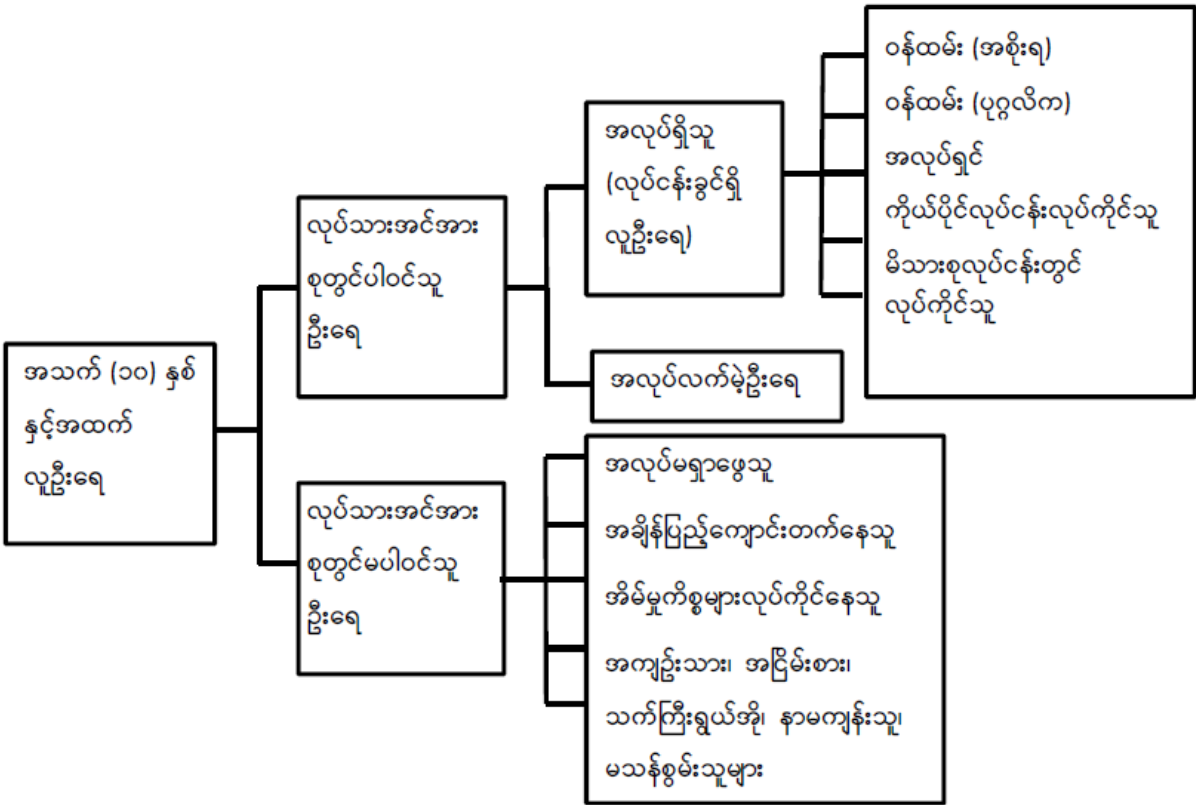 အသက် (၁၀) နှစ်
နှင့်အထက်
လူဦးရေ
လုပ်သားအင်အား
စုတွင်ပါဝင်သူ
ဦးရေ
လုပ်သားအင်အား
စုတွင်မပါဝင်သူ
ဦးရေ
အလုပ်ရှိသူ
(လုပ်ငန်းခွင်ရှိ
လူဦးရေ)
အလုပ်လက်မဲ့ဦးရေ
ဝန်ထမ်း (အစိုးရ)
ဝန်ထမ်း (ပုဂ္ဂလိက)
အလုပ်ရှင်
ကိုယ်ပိုင်လုပ်ငန်းလုပ်ကိုင်သူ
မိသားစုလုပ်ငန်းတွင်
လုပ်ကိုင်သူ
အလုပ်မရှာဖွေသူ
အချိန်ပြည့်ကျောင်းတက်နေသူ
အိမ်မှုကိစ္စများလုပ်ကိုင်နေသူ
အကျဉ်းသား၊ အငြိမ်းစား၊
သက်ကြီးရွယ်အို၊ နာမကျန်းသူ၊
မသန်စွမ်းသူများ